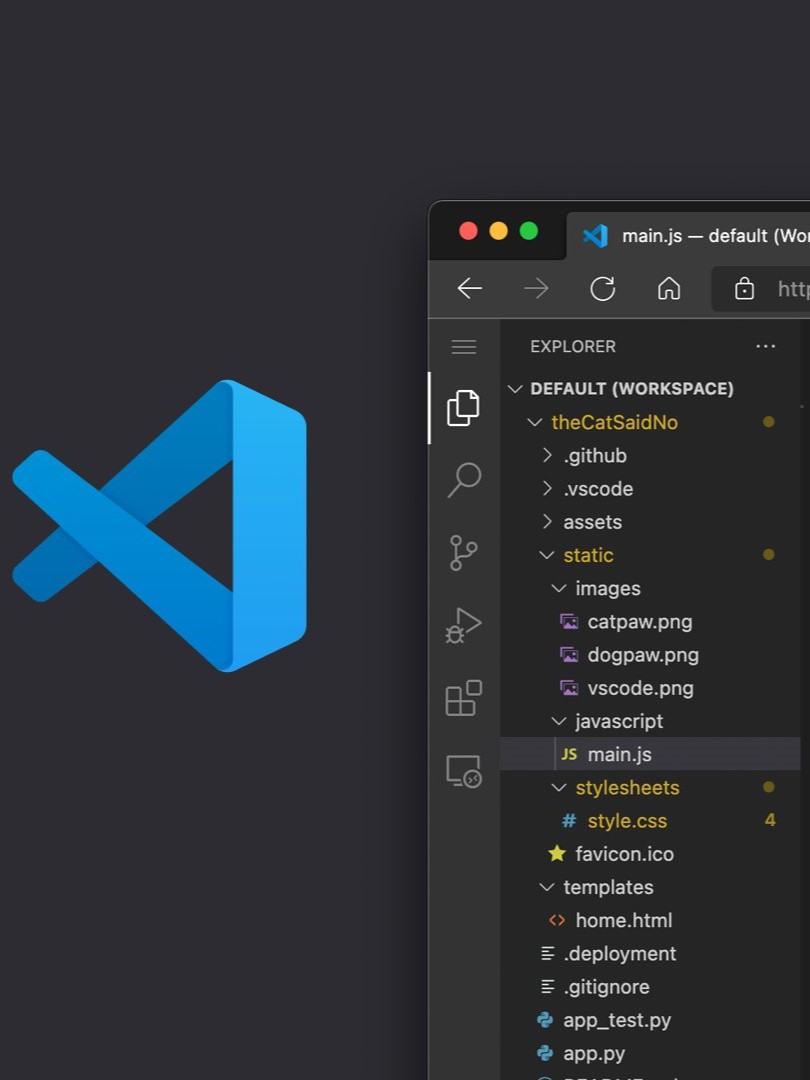 main.js — default (Wor
http
EXPLORER
DEFAULT (WORKSPACE)
theCatSaidNo
.github
.vscode
assets
static
images
catpaw.png
dogpaw.png
vscode.png
javascript
JS main.js
stylesheets
# style.css 4
favicon.ico
templates
<> home.html
.deployment
.gitignore
app_test.py
app.py